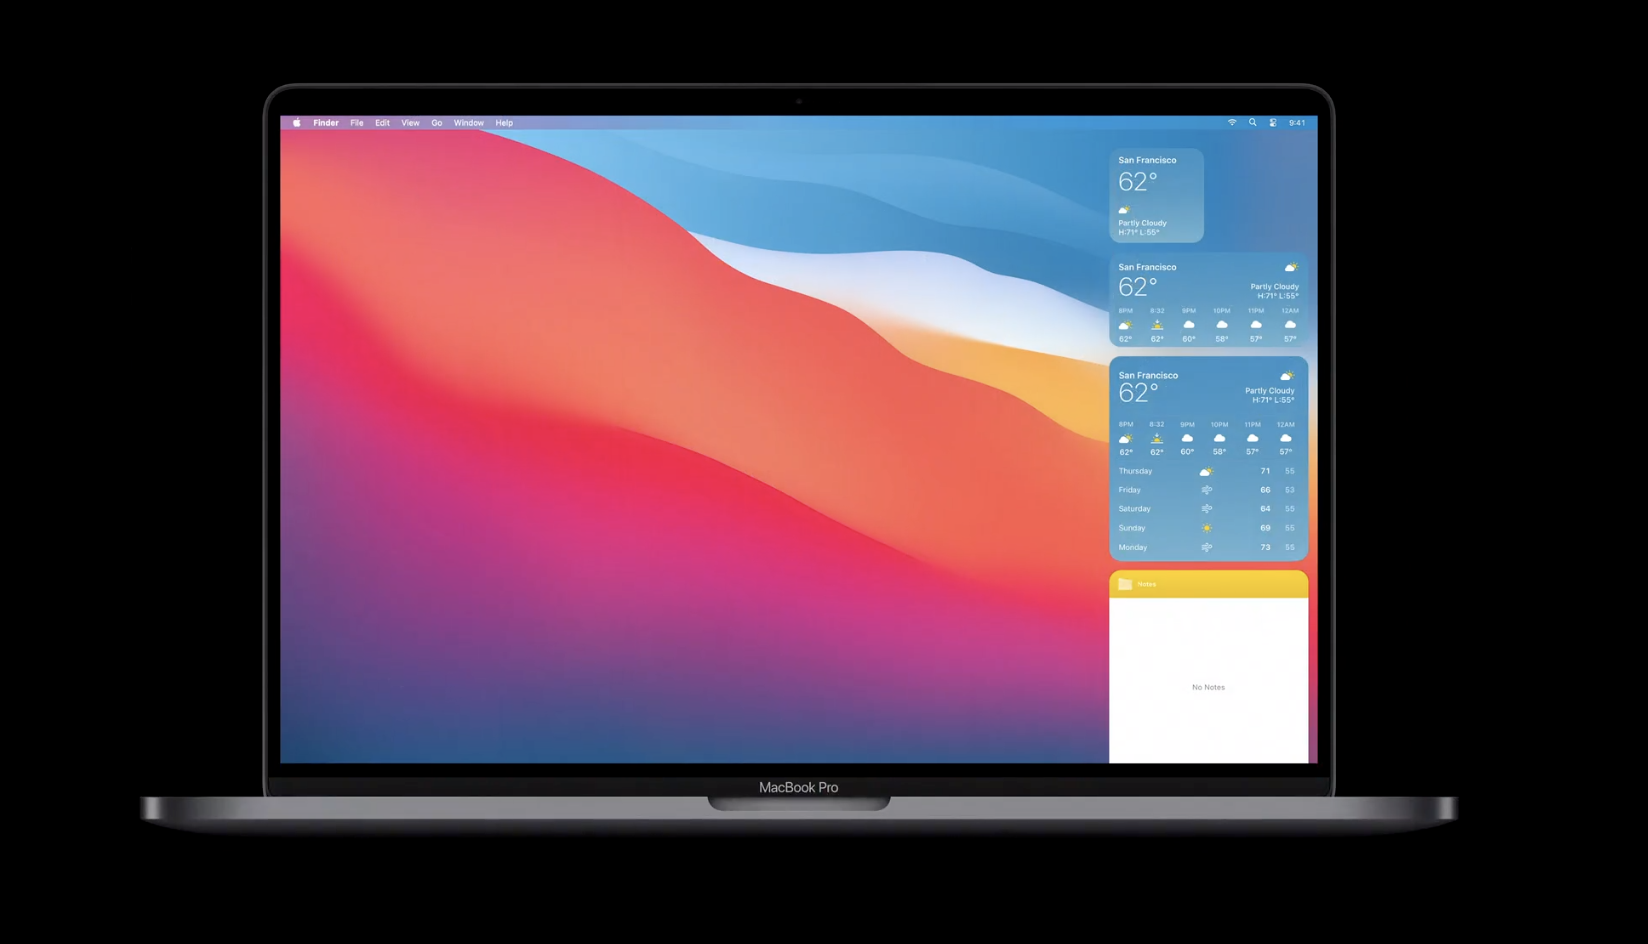 Finder File Edit View Go Window Help 9:41
San Francisco
62°
Partly Cloudy
H:71° L:55°
San Francisco
62°
Partly Cloudy
H:71° L:55°
8PM 8:32 9PM 10PM 11PM 12AM
62° 62° 60° 58° 57° 57°
San Francisco
62°
Partly Cloudy
H:71° L:55°
8PM 8:32 9PM 10PM 11PM 12AM
62° 62° 60° 58° 57° 57°
Thursday 71 55
Friday 66 53
Saturday 64 55
Sunday 69 55
Monday 73 55
Notes
No Notes
MacBook Pro